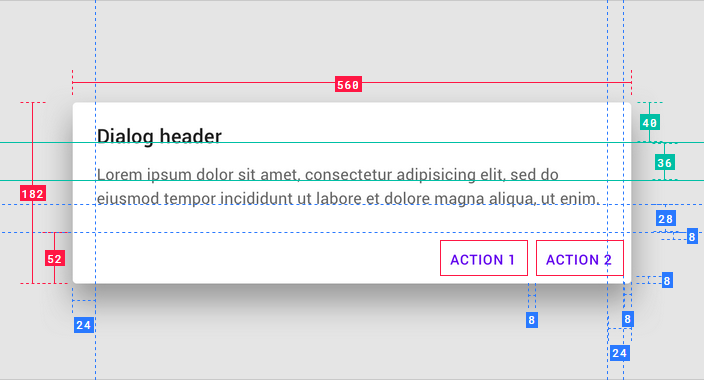 560
40
Dialog header
36
Lorem ipsum dolor sit amet, consectetur adipisicing elit, sed do
182
eiusmod tempor incididunt ut labore et dolore magna aliqua, ut enim.
28
8
52
ACTION 1
ACTION 2
8
24
8
8
24